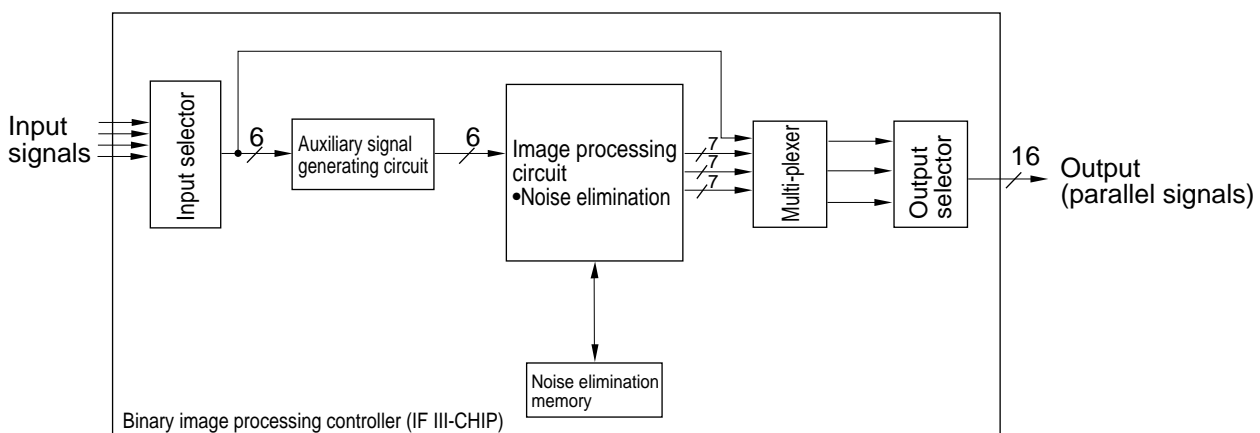 Input
signals
Input selector
6
Auxiliary signal
generating circuit
6
Image processing
circuit
•Noise elimination
7
7
7
Multi-plexer
Output
selector
16
Output
(parallel signals)
Noise elimination
memory
Binary image processing controller (IF III-CHIP)